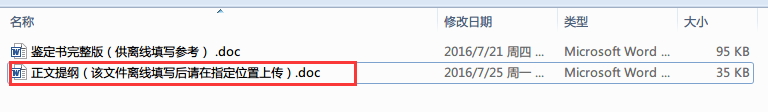 名称 修改日期 类型 大小
鉴定书完整版（供离线填写参考）.doc 2016/7/21 周四 ... Microsoft Word ... 95 KB
正文提纲（该文件离线填写后请在指定位置上传）.doc 2016/7/25 周一 ... Microsoft Word ... 35 KB